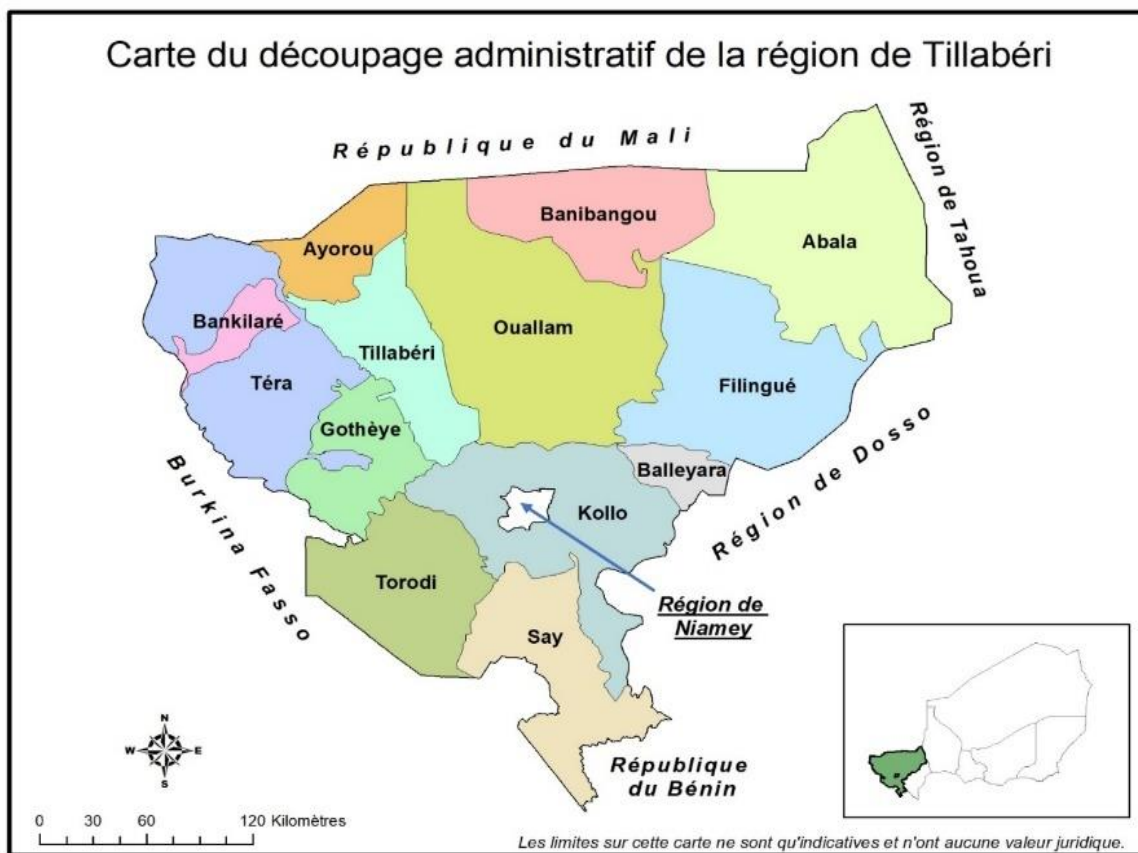 Carte du découpage administratif de la région de Tillabéri
République du Mali
Région de Tahoua
Banibangou
Abala
Ayorou
Bankilaré
Ouallam
Tillabéri
Téra
Filingué
Gothèye
Balleyara
Région de Dosso
Burkina Fasso
Kollo
Torodi
Région de
Niamey
Say
République
du Bénin
N
W E
S
0 30 60 120 Kilomètres
Les limites sur cette carte ne sont qu'indicatives et n'ont aucune valeur juridique.